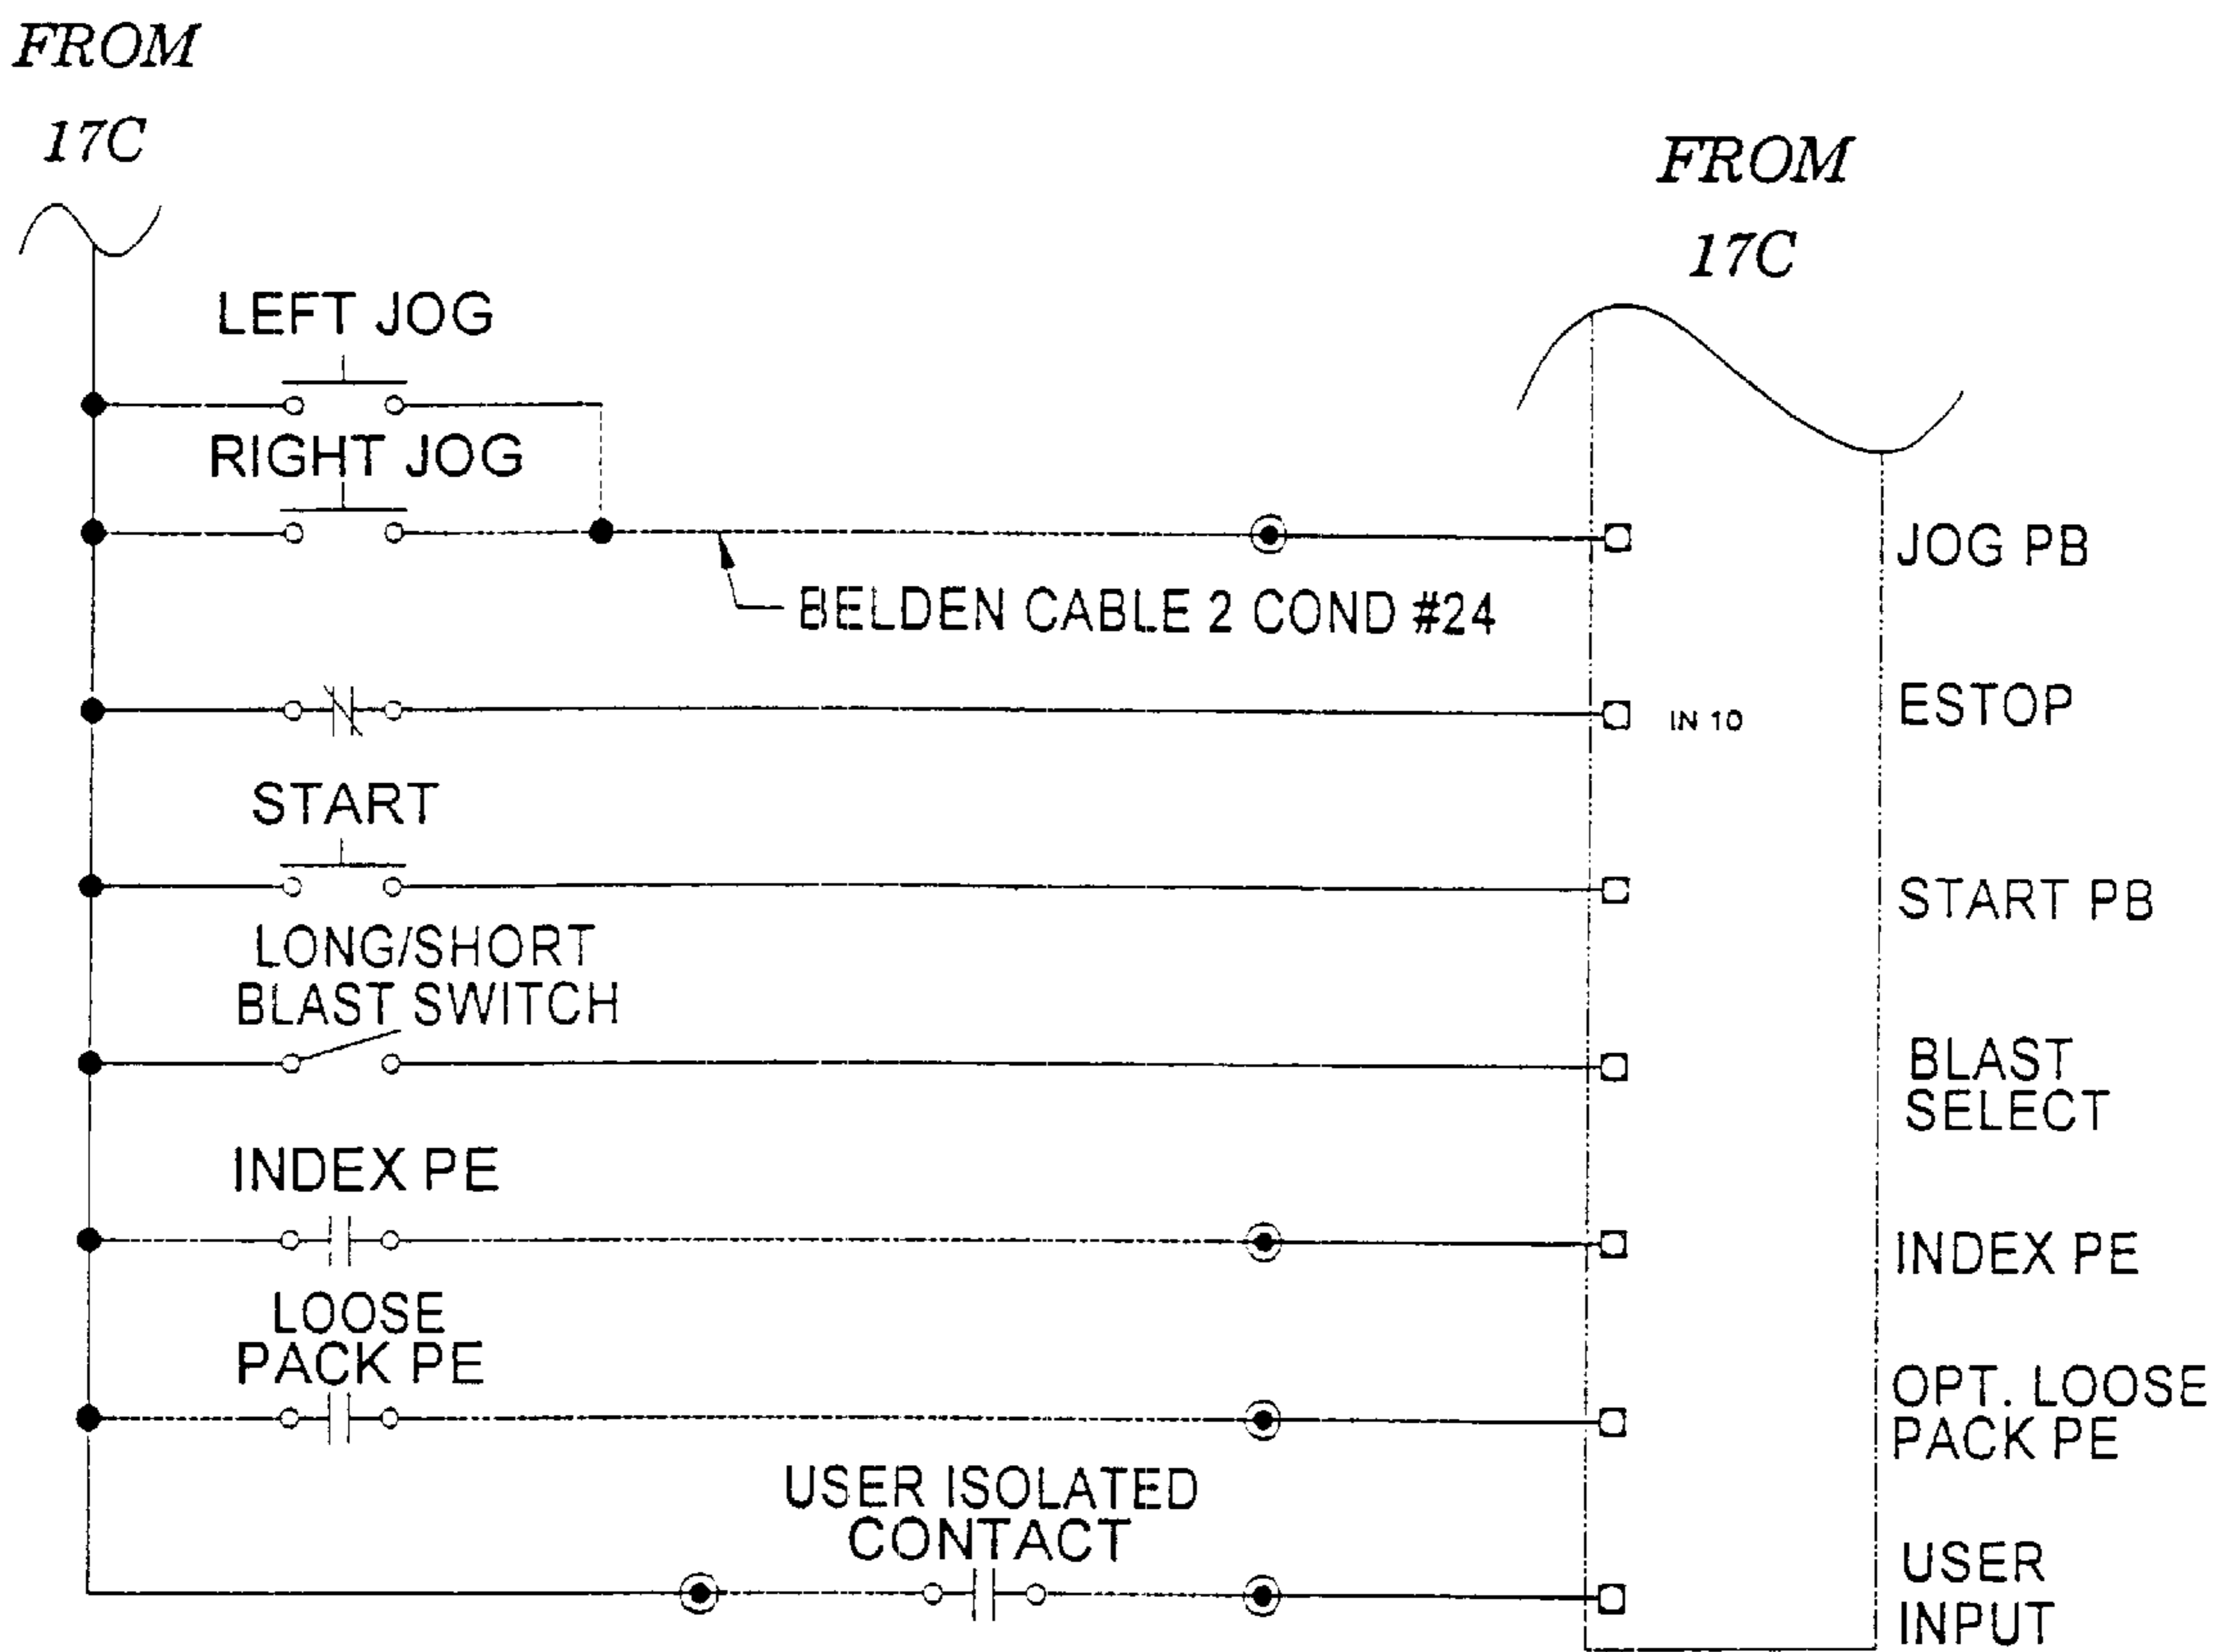 FROM
17C
FROM
17C
LEFT JOG
RIGHT JOG
JOG PB
BELDEN CABLE 2 COND #24
IN 10
ESTOP
START
START PB
LONG/SHORT
BLAST SWITCH
BLAST
SELECT
INDEX PE
INDEX PE
LOOSE
PACK PE
OPT. LOOSE
PACK PE
USER ISOLATED
CONTACT
USER
INPUT